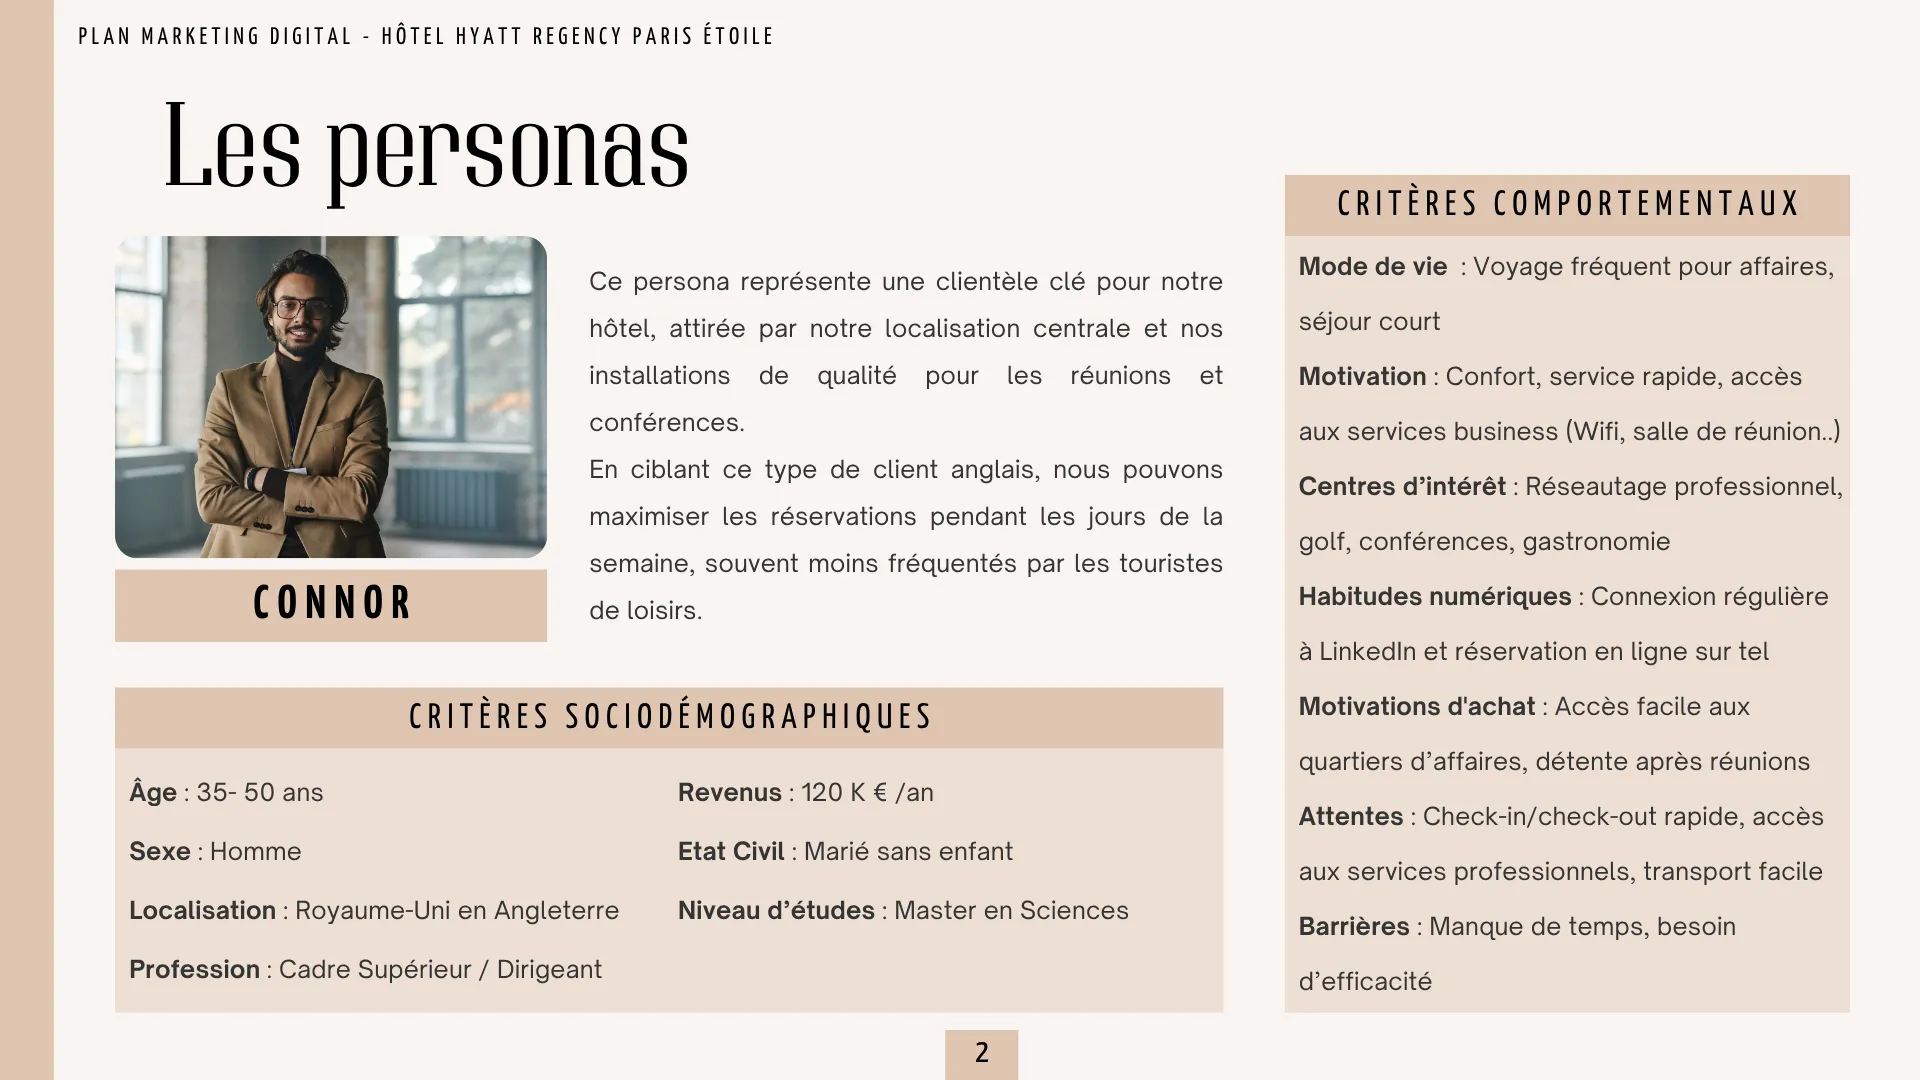 PLAN MARKETING DIGITAL - HÔTEL HYATT REGENCY PARIS ÉTOILE
Les personas
Ce persona représente une clientèle clé pour notre
hôtel, attirée par notre localisation centrale et nos
installations de qualité pour les réunions et
conférences.
En ciblant ce type de client anglais, nous pouvons
maximiser les réservations pendant les jours de la
semaine, souvent moins fréquentés par les touristes
de loisirs.
CONNOR
CRITÈRES SOCIODÉMOGRAPHIQUES
Âge : 35- 50 ans
Sexe : Homme
Localisation : Royaume-Uni en Angleterre
Profession : Cadre Supérieur / Dirigeant
Revenus : 120 K € /an
Etat Civil : Marié sans enfant
Niveau d’études : Master en Sciences
CRITÈRES COMPORTEMENTAUX
Mode de vie : Voyage fréquent pour affaires,
séjour court
Motivation : Confort, service rapide, accès
aux services business (Wifi, salle de réunion..)
Centres d’intérêt : Réseautage professionnel,
golf, conférences, gastronomie
Habitudes numériques : Connexion régulière
à LinkedIn et réservation en ligne sur tel
Motivations d'achat : Accès facile aux
quartiers d’affaires, détente après réunions
Attentes : Check-in/check-out rapide, accès
aux services professionnels, transport facile
Barrières : Manque de temps, besoin
d’efficacité
2